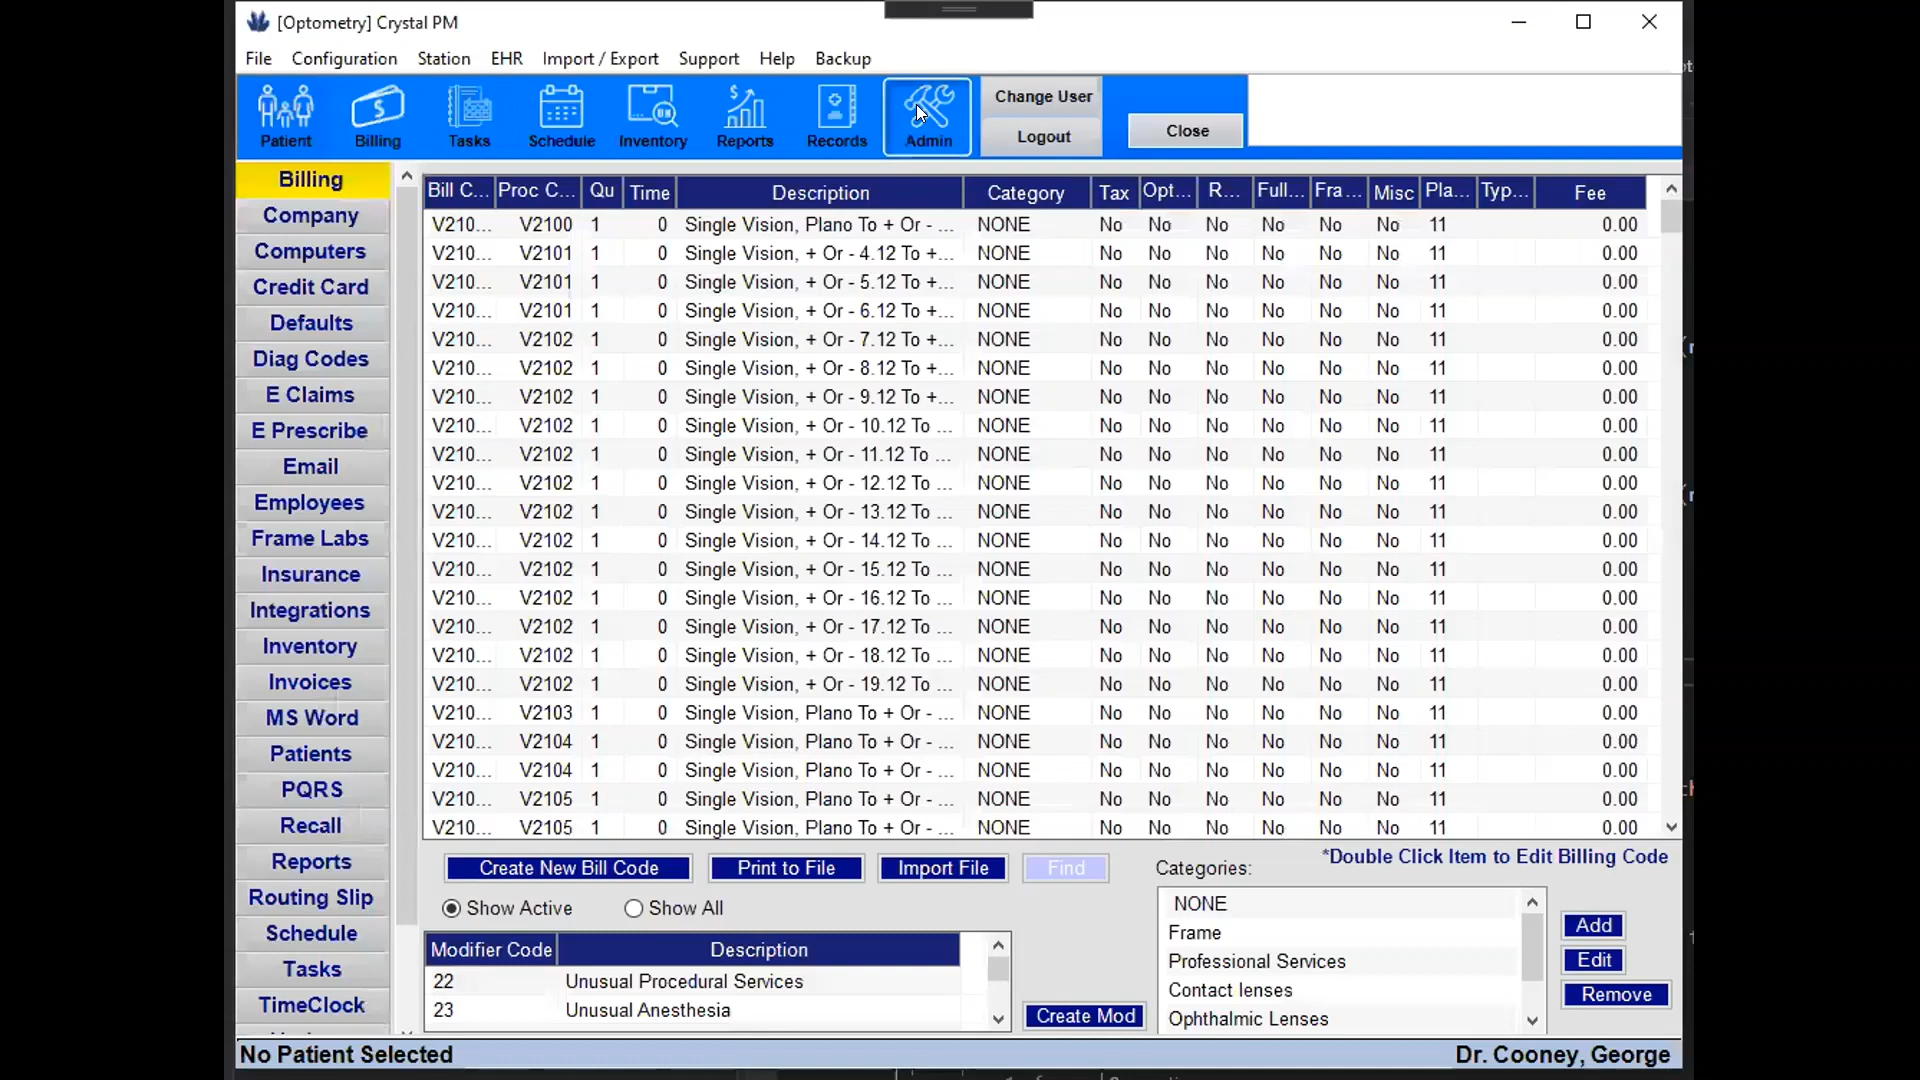 [Optometry] Crystal PM
File Configuration Station EHR Import / Export Support Help Backup
Patient Billing Tasks Schedule Inventory Reports Records Admin
Change User
Logout
Close
Billing
Company
Computers
Credit Card
Defaults
Diag Codes
E Claims
E Prescribe
Email
Employees
Frame Labs
Insurance
Integrations
Inventory
Invoices
MS Word
Patients
PQRS
Recall
Reports
Routing Slip
Schedule
Tasks
TimeClock
Bill C... Proc C... Qu Time Description Category Tax Opt... R... Full... Fra... Misc Pla... Typ... Fee
V210... V2100 1 0 Single Vision, Plano To + Or - ... NONE No No No No No No 11 0.00
V210... V2101 1 0 Single Vision, + Or - 4.12 To +... NONE No No No No No No 11 0.00
V210... V2101 1 0 Single Vision, + Or - 5.12 To +... NONE No No No No No No 11 0.00
V210... V2101 1 0 Single Vision, + Or - 6.12 To +... NONE No No No No No No 11 0.00
V210... V2102 1 0 Single Vision, + Or - 7.12 To +... NONE No No No No No No 11 0.00
V210... V2102 1 0 Single Vision, + Or - 8.12 To +... NONE No No No No No No 11 0.00
V210... V2102 1 0 Single Vision, + Or - 9.12 To +... NONE No No No No No No 11 0.00
V210... V2102 1 0 Single Vision, + Or - 10.12 To ... NONE No No No No No No 11 0.00
V210... V2102 1 0 Single Vision, + Or - 11.12 To ... NONE No No No No No No 11 0.00
V210... V2102 1 0 Single Vision, + Or - 12.12 To ... NONE No No No No No No 11 0.00
V210... V2102 1 0 Single Vision, + Or - 13.12 To ... NONE No No No No No No 11 0.00
V210... V2102 1 0 Single Vision, + Or - 14.12 To ... NONE No No No No No No 11 0.00
V210... V2102 1 0 Single Vision, + Or - 15.12 To ... NONE No No No No No No 11 0.00
V210... V2102 1 0 Single Vision, + Or - 16.12 To ... NONE No No No No No No 11 0.00
V210... V2102 1 0 Single Vision, + Or - 17.12 To ... NONE No No No No No No 11 0.00
V210... V2102 1 0 Single Vision, + Or - 18.12 To ... NONE No No No No No No 11 0.00
V210... V2102 1 0 Single Vision, + Or - 19.12 To ... NONE No No No No No No 11 0.00
V210... V2103 1 0 Single Vision, Plano To + Or - ... NONE No No No No No No 11 0.00
V210... V2104 1 0 Single Vision, Plano To + Or - ... NONE No No No No No No 11 0.00
V210... V2104 1 0 Single Vision, Plano To + Or - ... NONE No No No No No No 11 0.00
V210... V2105 1 0 Single Vision, Plano To + Or - ... NONE No No No No No No 11 0.00
V210... V2105 1 0 Single Vision, Plano To + Or - ... NONE No No No No No No 11 0.00
*Double Click Item to Edit Billing Code
Create New Bill Code Print to File Import File Find
Show Active Show All
Modifier Code Description
22 Unusual Procedural Services
23 Unusual Anesthesia
Create Mod
Categories:
NONE
Frame
Professional Services
Contact lenses
Ophthalmic Lenses
Add
Edit
Remove
No Patient Selected
Dr. Cooney, George